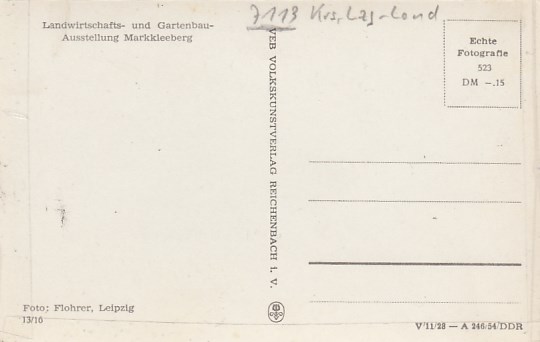 7113 Krs. Lzg-Land
Landwirtschafts- und Gartenbau-
Ausstellung Markkleeberg
Echte
Fotografie
523
DM -.15
VEB VOLKSKUNSTVERLAG REICHENBACH i. V.
Foto: Flohrer, Leipzig
13/10
V/11/28 — A 246/54/DDR